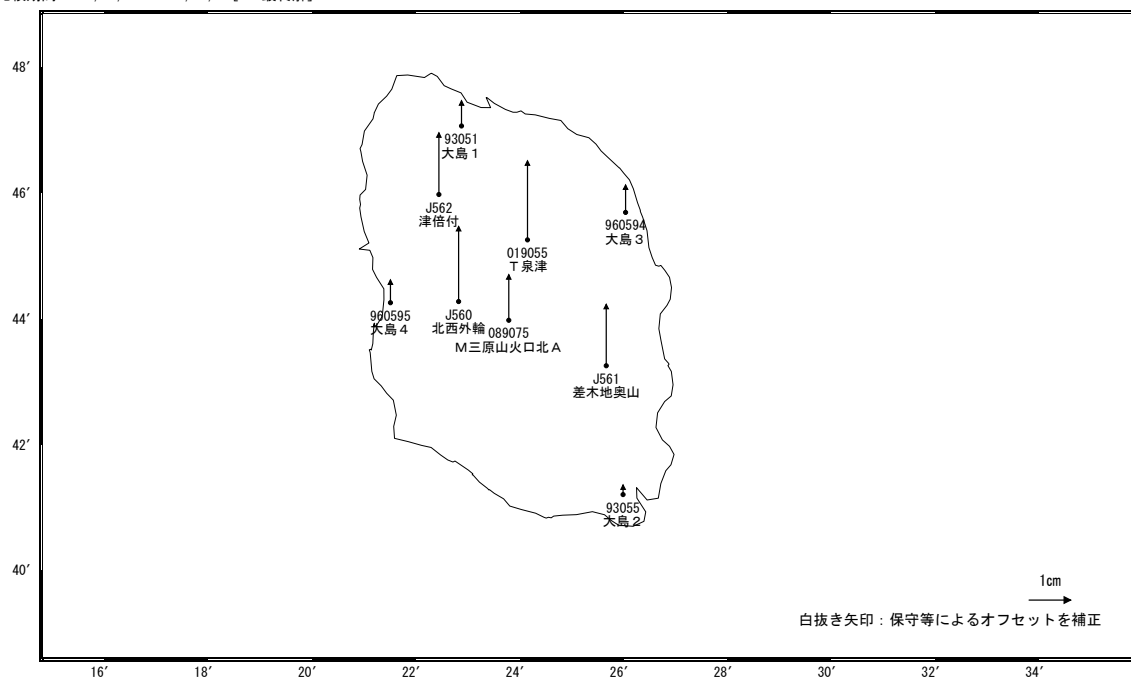 48′
93051
大島１
46′
J562
津倍付
960594
大島３
019055
Ｔ泉津
960595
大島４
J560
北西外輪
089075
Ｍ三原山火口北Ａ
44′
J561
差木地奥山
42′
93055
大島２
40′
1cm
白抜き矢印：保守等によるオフセットを補正
16′ 18′ 20′ 22′ 24′ 26′ 28′ 30′ 32′ 34′